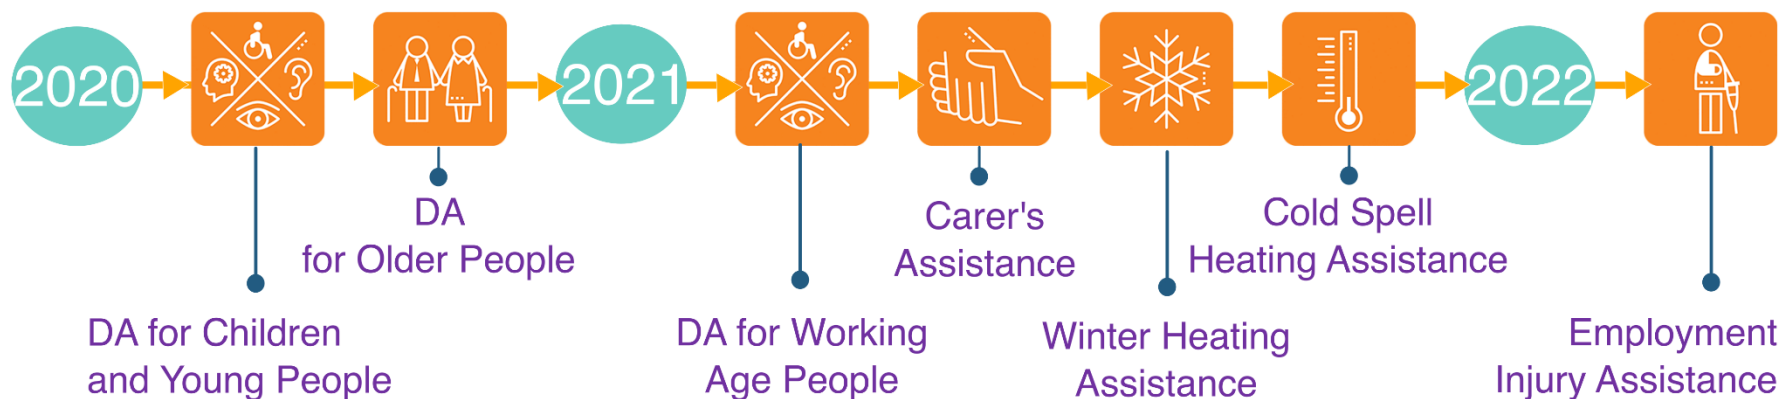 2020
2021
2022
DA for Children
and Young People
DA
for Older People
DA for Working
Age People
Carer's
Assistance
Winter Heating
Assistance
Cold Spell
Heating Assistance
Employment
Injury Assistance